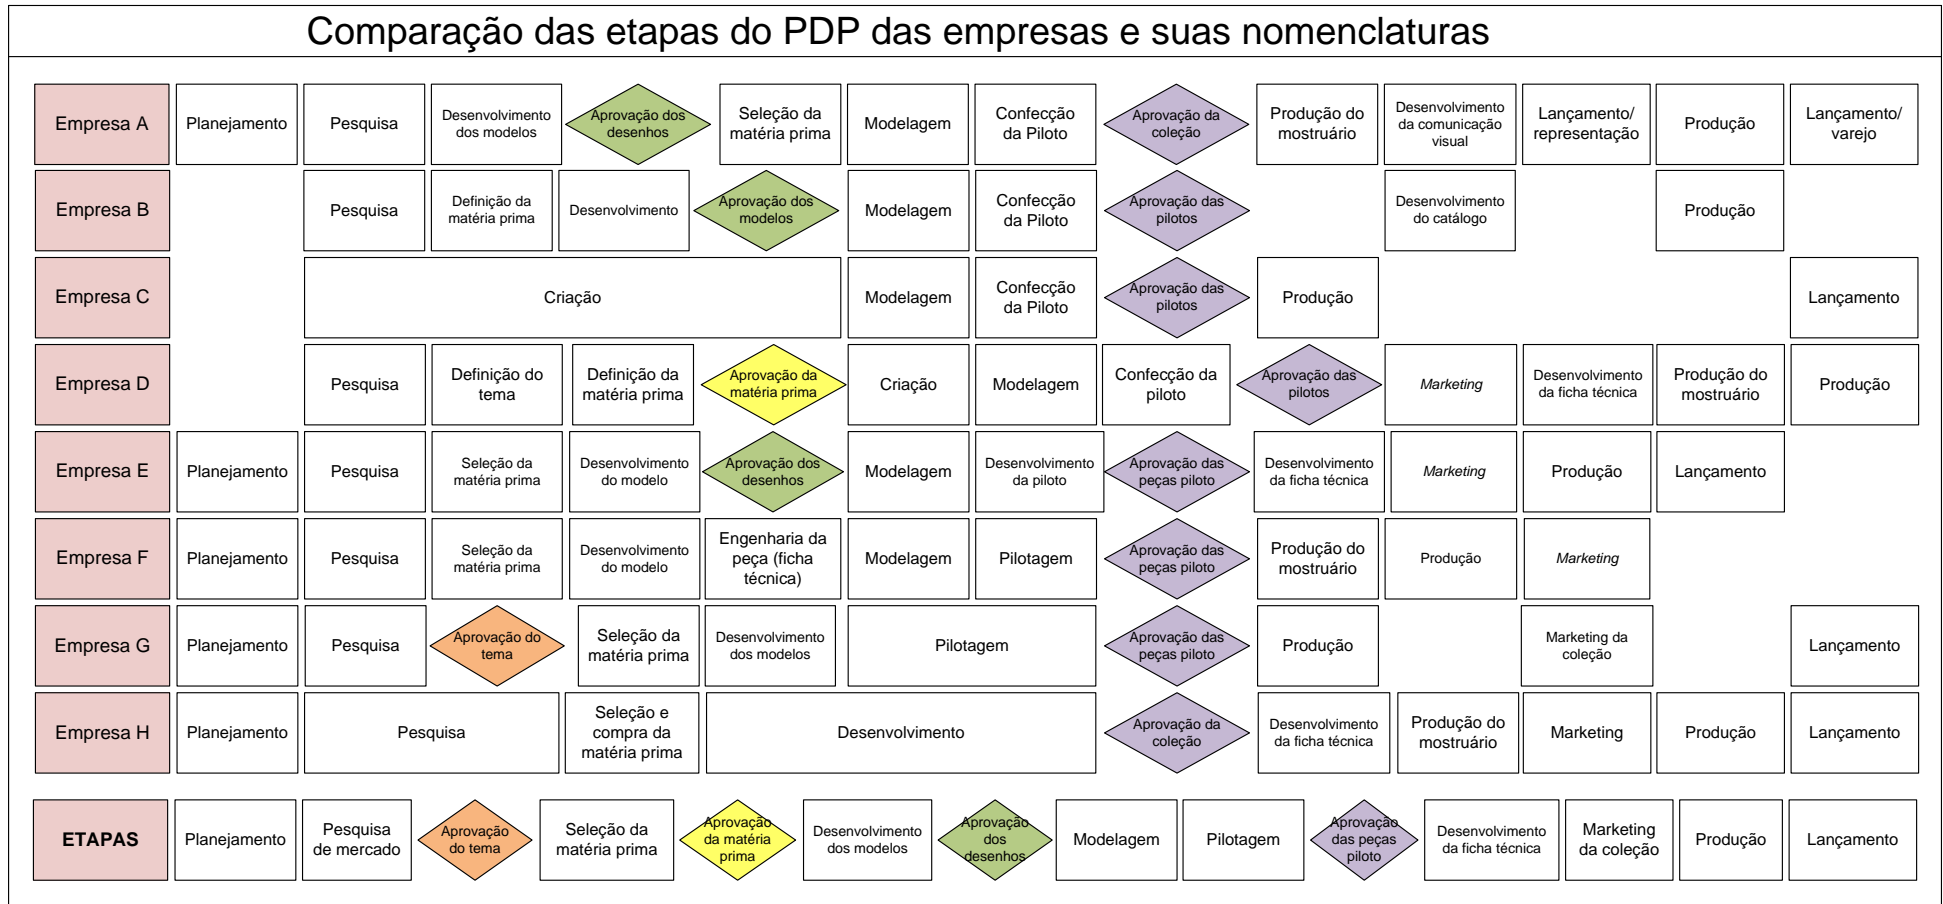 Comparação das etapas do PDP das empresas e suas nomenclaturas
Empresa A
Planejamento
Pesquisa
Desenvolvimento
dos modelos
Aprovação dos
desenhos
Seleção da
matéria prima
Modelagem
Confecção
da Piloto
Aprovação da
coleção
Produção do
mostruário
Desenvolvimento
da comunicação
visual
Lançamento/
representação
Produção
Lançamento/
varejo
Empresa B
Pesquisa
Definição da
matéria prima
Desenvolvimento
Aprovação dos
modelos
Modelagem
Confecção
da Piloto
Aprovação das
pilotos
Desenvolvimento
do catálogo
Produção
Empresa C
Criação
Modelagem
Confecção
da Piloto
Aprovação das
pilotos
Produção
Lançamento
Empresa D
Pesquisa
Definição do
tema
Definição da
matéria prima
Aprovação da
matéria prima
Criação
Modelagem
Confecção da
piloto
Aprovação das
pilotos
Marketing
Desenvolvimento
da ficha técnica
Produção do
mostruário
Produção
Empresa E
Planejamento
Pesquisa
Seleção da
matéria prima
Desenvolvimento
do modelo
Aprovação dos
desenhos
Modelagem
Desenvolvimento
da piloto
Aprovação das
peças piloto
Desenvolvimento
da ficha técnica
Marketing
Produção
Lançamento
Empresa F
Planejamento
Pesquisa
Seleção da
matéria prima
Desenvolvimento
do modelo
Engenharia da
peça (ficha
técnica)
Modelagem
Pilotagem
Aprovação das
peças piloto
Produção do
mostruário
Produção
Marketing
Empresa G
Planejamento
Pesquisa
Aprovação do
tema
Seleção da
matéria prima
Desenvolvimento
dos modelos
Pilotagem
Aprovação das
peças piloto
Produção
Marketing da
coleção
Lançamento
Empresa H
Planejamento
Pesquisa
Seleção e
compra da
matéria prima
Desenvolvimento
Aprovação da
coleção
Desenvolvimento
da ficha técnica
Produção do
mostruário
Marketing
Produção
Lançamento
ETAPAS
Planejamento
Pesquisa
de mercado
Aprovação
do tema
Seleção da
matéria prima
Aprovação
da matéria
prima
Desenvolvimento
dos modelos
Aprovação
dos
desenhos
Modelagem
Pilotagem
Aprovação
das peças
piloto
Desenvolvimento
da ficha técnica
Marketing
da coleção
Produção
Lançamento